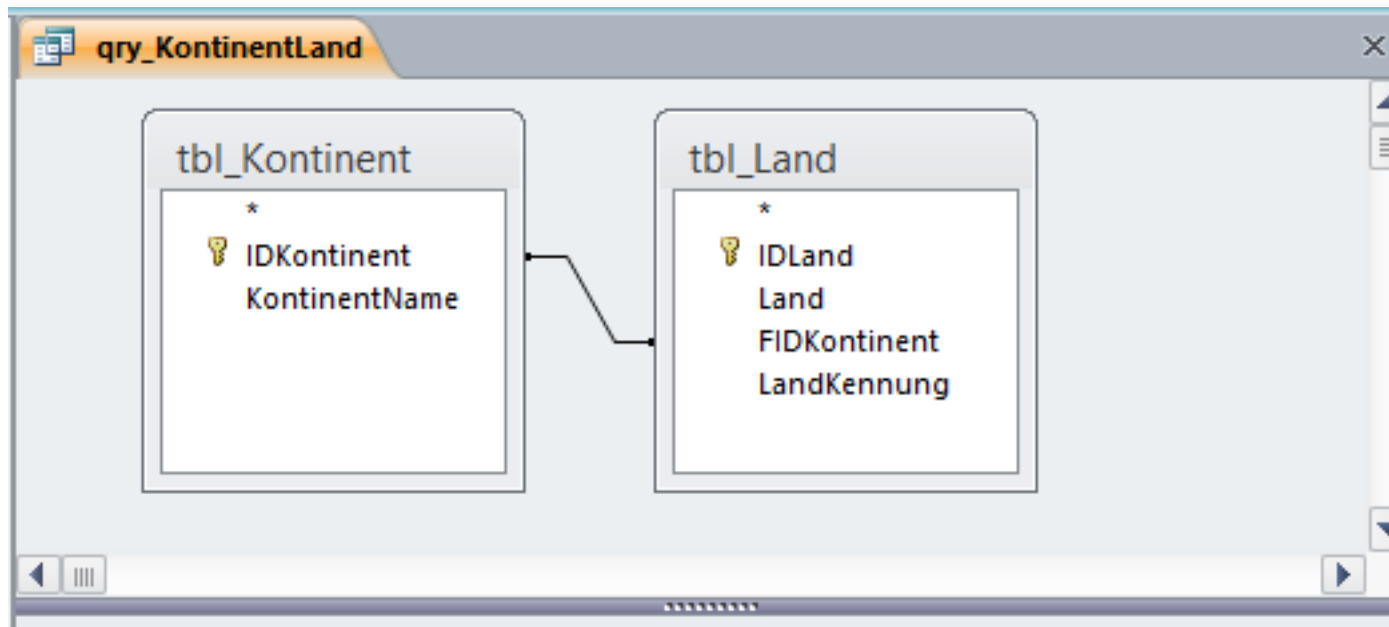 qry_KontinentLand
tbl_Kontinent
*
IDKontinent
KontinentName
tbl_Land
*
IDLand
Land
FIDKontinent
LandKennung